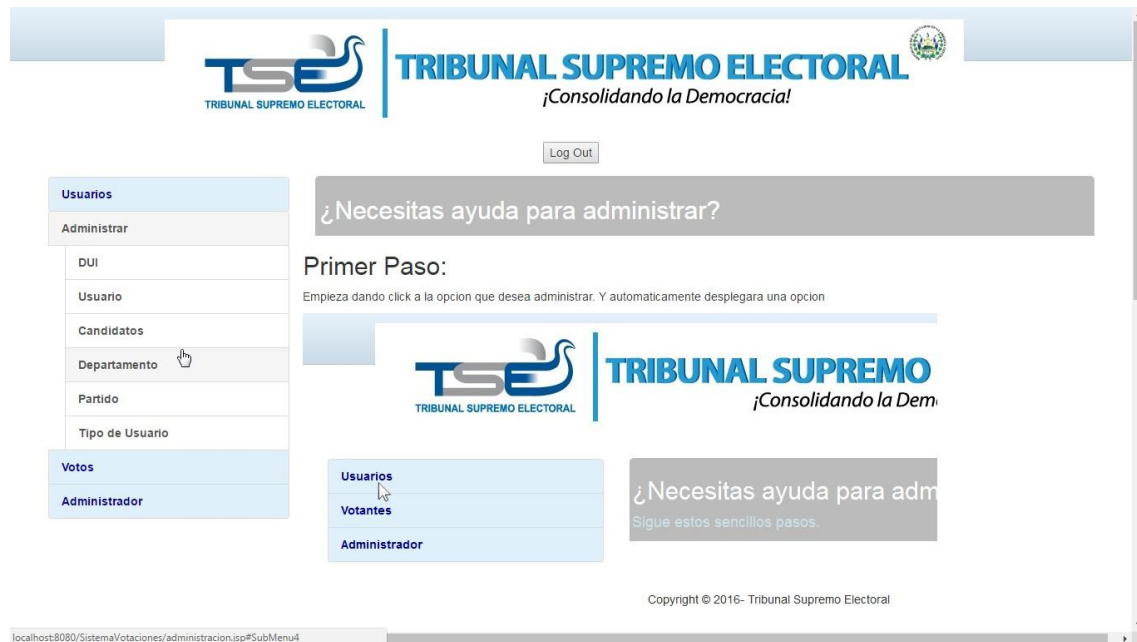 TSE
TRIBUNAL SUPREMO ELECTORAL
TRIBUNAL SUPREMO ELECTORAL
¡Consolidando la Democracia!
Log Out
Usuarios
Administrar
DUI
Usuario
Candidatos
Departamento
Partido
Tipo de Usuario
Votos
Administrador
¿Necesitas ayuda para administrar?
Primer Paso:
Empieza dando click a la opcion que desea administrar. Y automaticamente desplegara una opcion
TSE
TRIBUNAL SUPREMO ELECTORAL
TRIBUNAL SUPREMO
¡Consolidando la Dem
Usuarios
Votantes
Administrador
¿Necesitas ayuda para adm
Sigue estos sencillos pasos.
Copyright © 2016- Tribunal Supremo Electoral
localhost:8080/SistemaVotaciones/administracion.jsp#SubMenu4